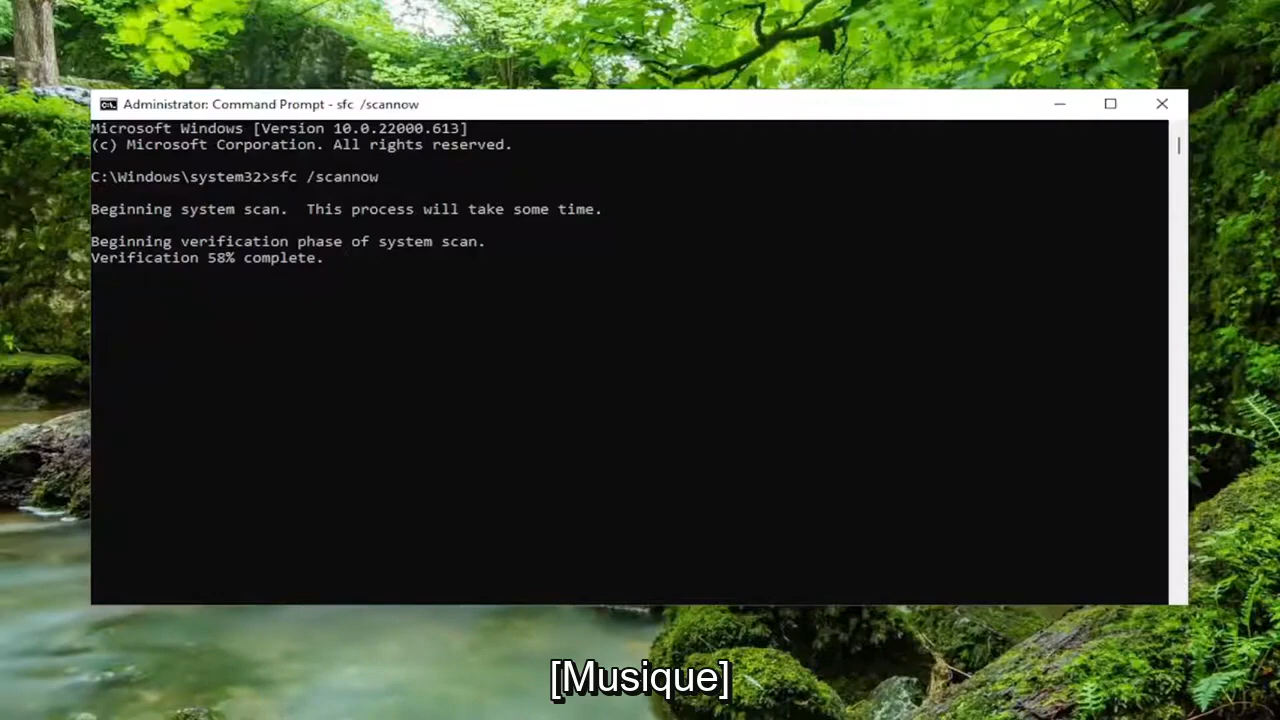 Administrator: Command Prompt - sfc /scannow
Microsoft Windows [Version 10.0.22000.613]
(c) Microsoft Corporation. All rights reserved.
C:\Windows\system32>sfc /scannow
Beginning system scan.  This process will take some time.
Beginning verification phase of system scan.
Verification 58% complete.
[Musique]